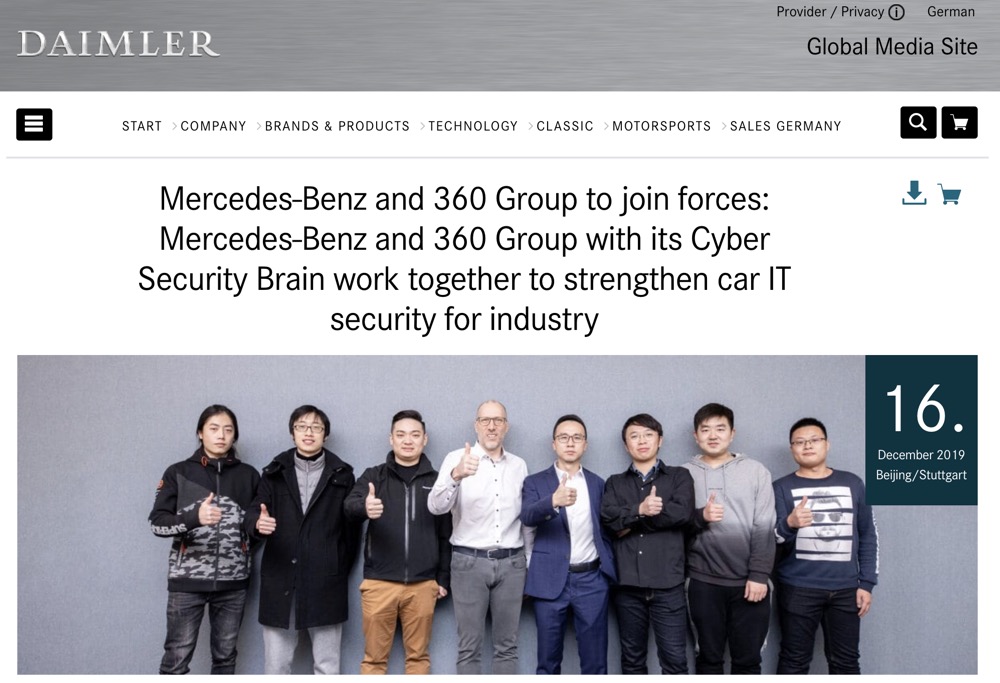 DAIMLER
Provider / Privacy German
Global Media Site
START COMPANY BRANDS & PRODUCTS TECHNOLOGY CLASSIC MOTORSPORTS SALES GERMANY
Mercedes-Benz and 360 Group to join forces:
Mercedes-Benz and 360 Group with its Cyber
Security Brain work together to strengthen car IT
security for industry
16.
December 2019
Beijing/Stuttgart